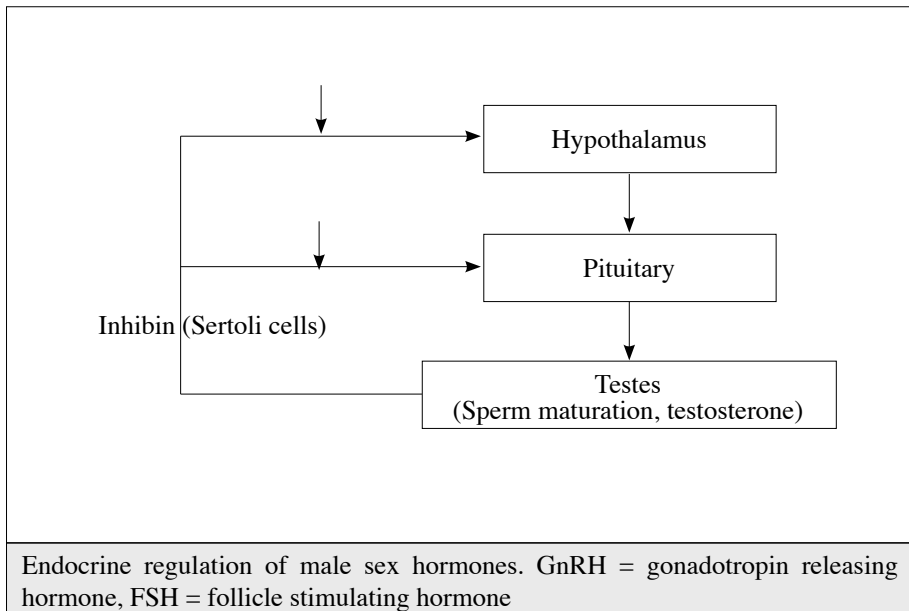 Hypothalamus
Pituitary
Inhibin (Sertoli cells)
Testes
(Sperm maturation, testosterone)
Endocrine regulation of male sex hormones. GnRH = gonadotropin releasing
hormone, FSH = follicle stimulating hormone